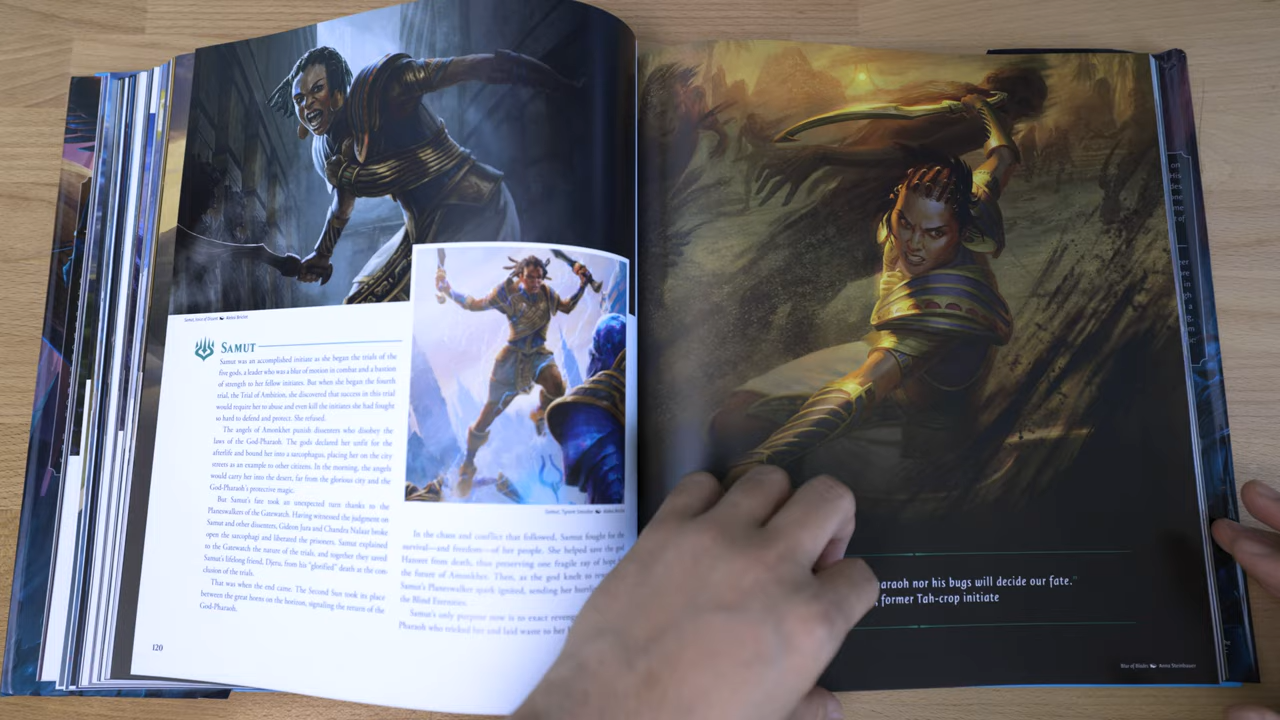 Samut, Voice of Dissent Aleksi Briclot
SAMUT
Samut was an accomplished initiate as she began the trials of the
five gods, a leader who was a blur of motion in combat and a bastion
of strength to her fellow initiates. But when she began the fourth
trial, the Trial of Ambition, she discovered that success in this trial
would require her to abuse and even kill the initiates she had fought
so hard to defend and protect. She refused.
The angels of Amonkhet punish dissenters who disobey the
laws of the God-Pharaoh. The gods declared her unfit for the
afterlife and bound her into a sarcophagus, placing her on the city
streets as an example to other citizens. In the morning, the angels
would carry her into the desert, far from the glorious city and the
God-Pharaoh's protective magic.
But Samut's fate took an unexpected turn thanks to the
Planeswalkers of the Gatewatch. Having witnessed the judgment on
Samut and other dissenters, Gideon Jura and Chandra Nalaar broke
open the sarcophagi and liberated the prisoners. Samut explained
to the Gatewatch the nature of the trials, and together they saved
Samut's lifelong friend, Djeru, from his "glorified" death at the con-
clusion of the trials.
That was when the end came. The Second Sun took its place
between the great horns on the horizon, signaling the return of the
God-Pharaoh.
120
Samut, Tyrant Smasher Aleksi Briclot
In the chaos and conflict that followed, Samut fought for the
survival—and freedom—of her people. She helped save the god
Hazoret from death, thus preserving one fragile ray of hope
the future of Amonkhet. Then, as the god knelt to
Samut's Planeswalker spark ignited, sending her
the Blind Eternities.
Samut's only purpose now is to exact
Pharaoh who tricked her and laid waste to her
araoh nor his bugs will decide our fate."
, former Tah-crop initiate
Blur of Blades Anna Steinbauer